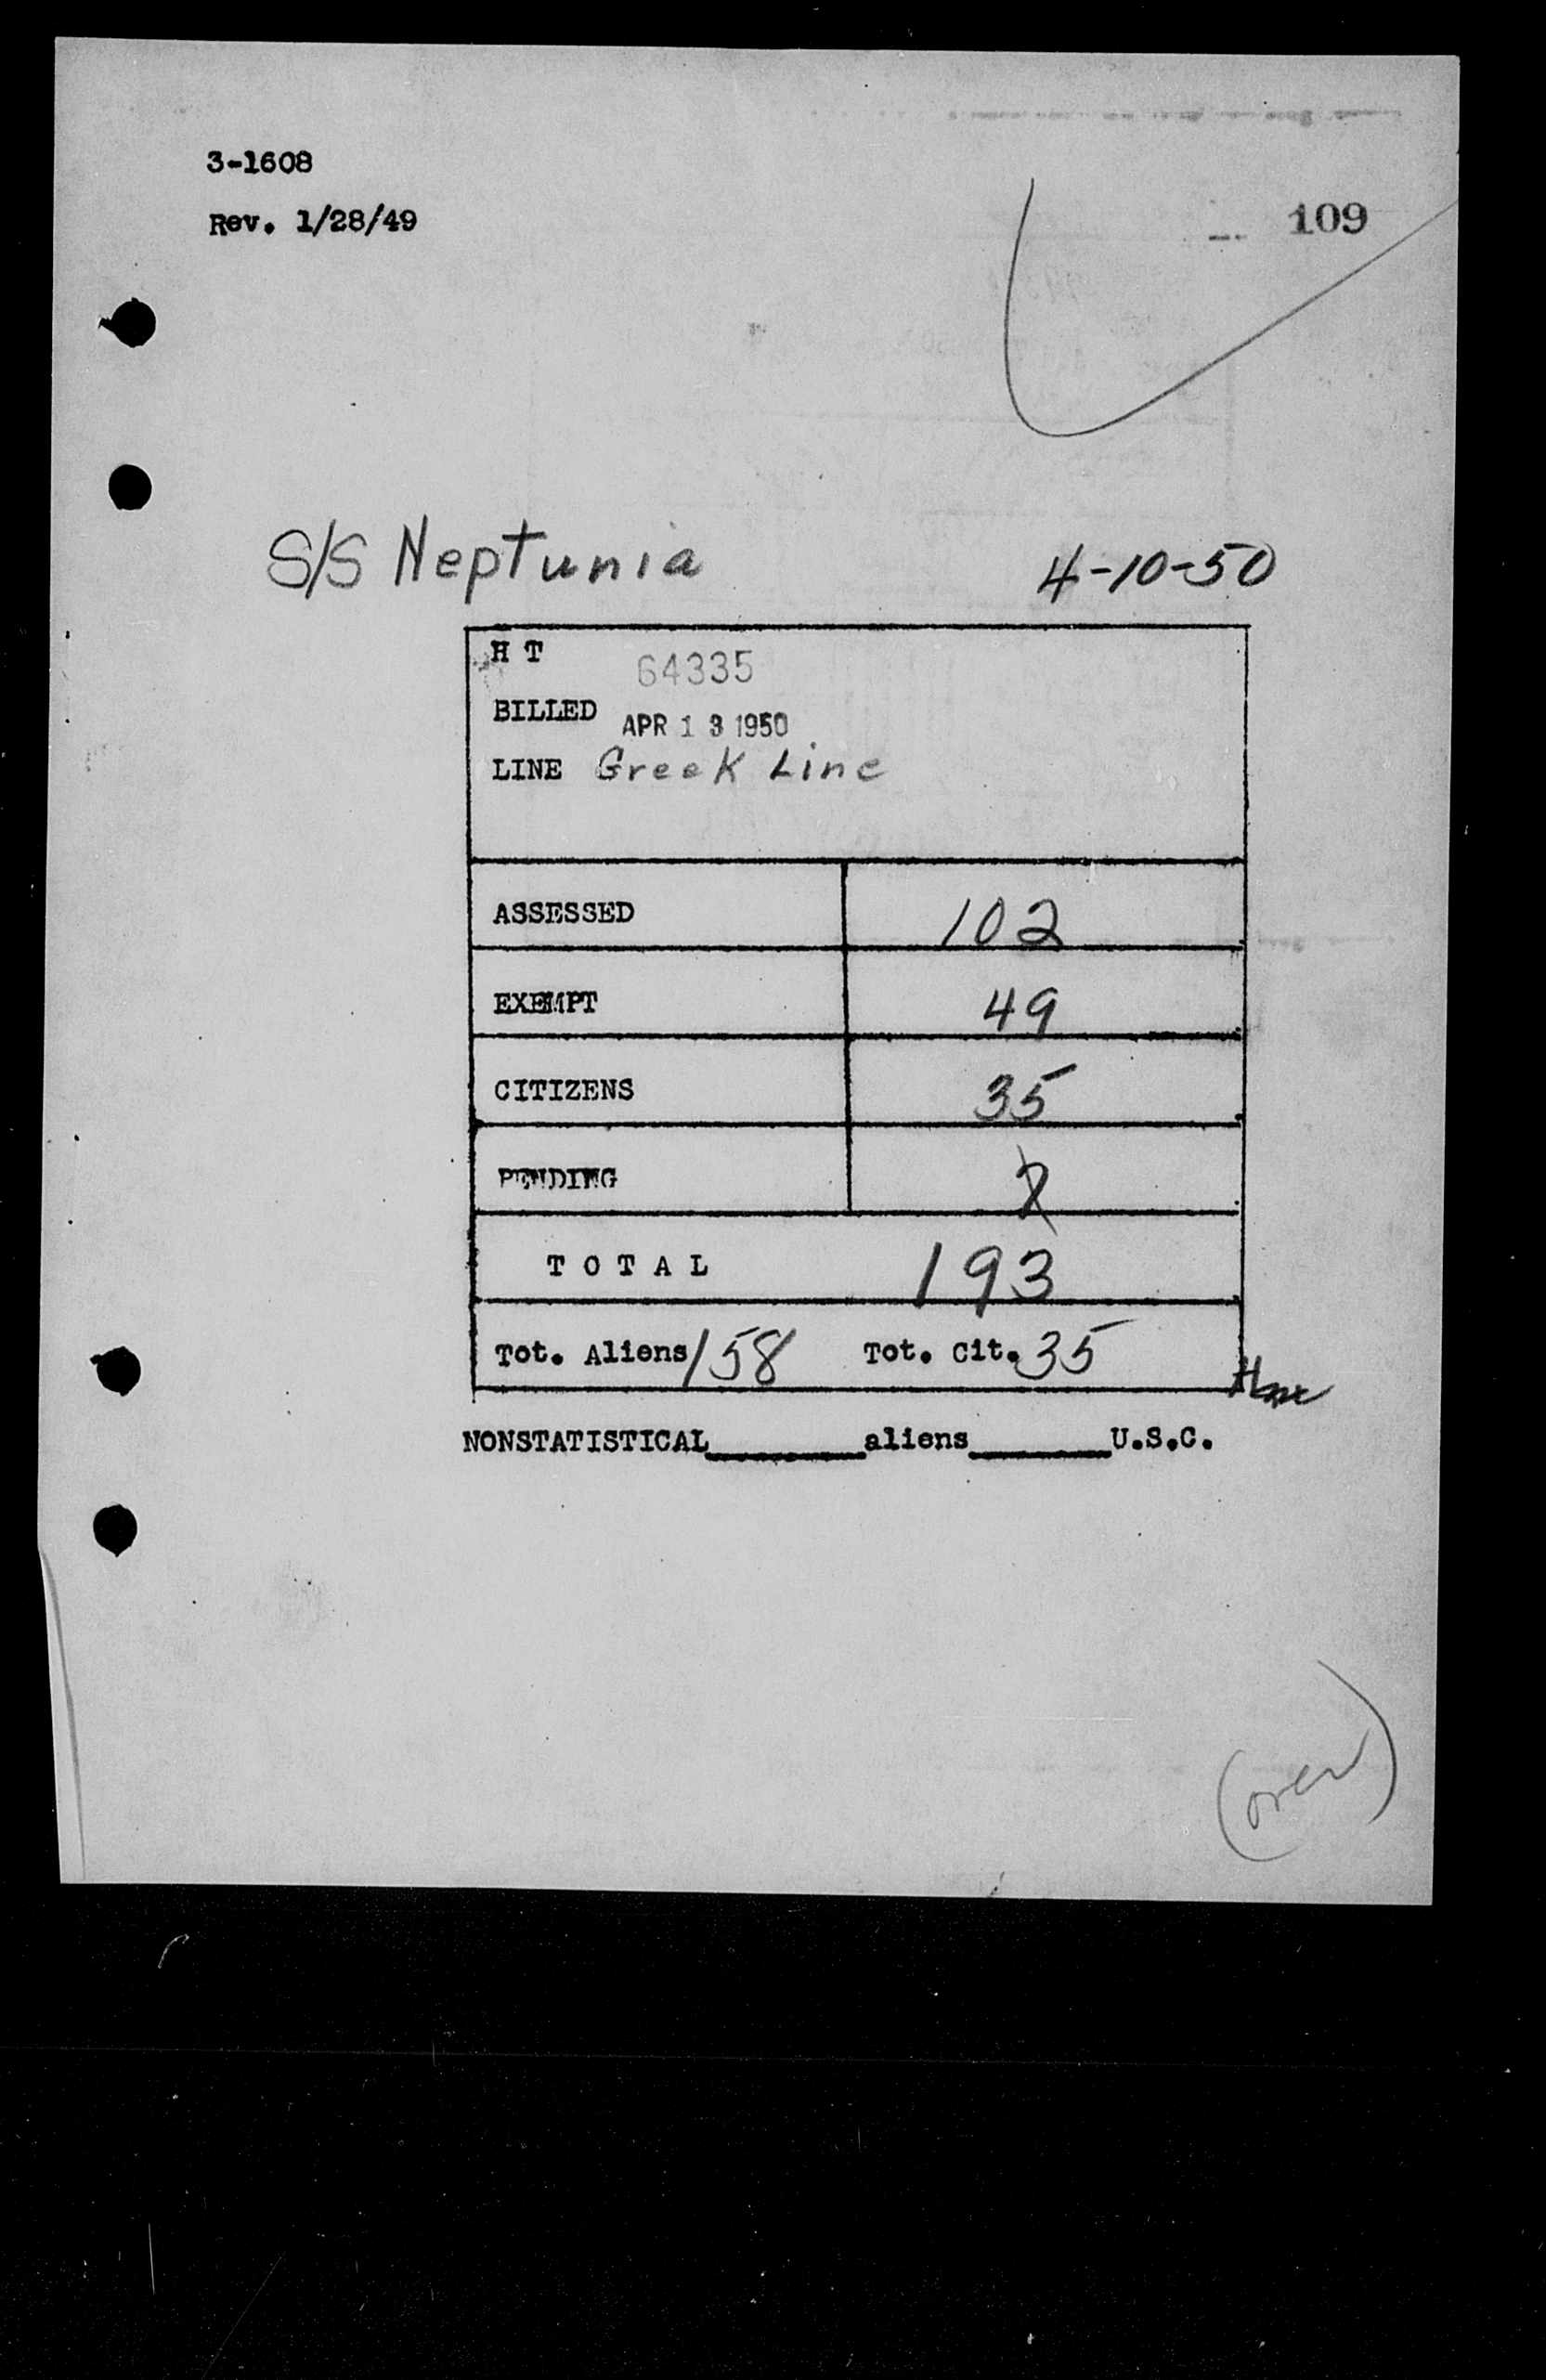 3-1608
Rev. 1/28/49
109
S/S Neptunia 4-10-50
H T 64335
BILLED APR 13 1950
LINE Greek Line
ASSESSED 102
EXEMPT 49
CITIZENS 35
PENDING
TOTAL 193
Tot. Aliens 158 Tot. Cit. 35
NONSTATISTICAL aliens U.S.C.
(over)